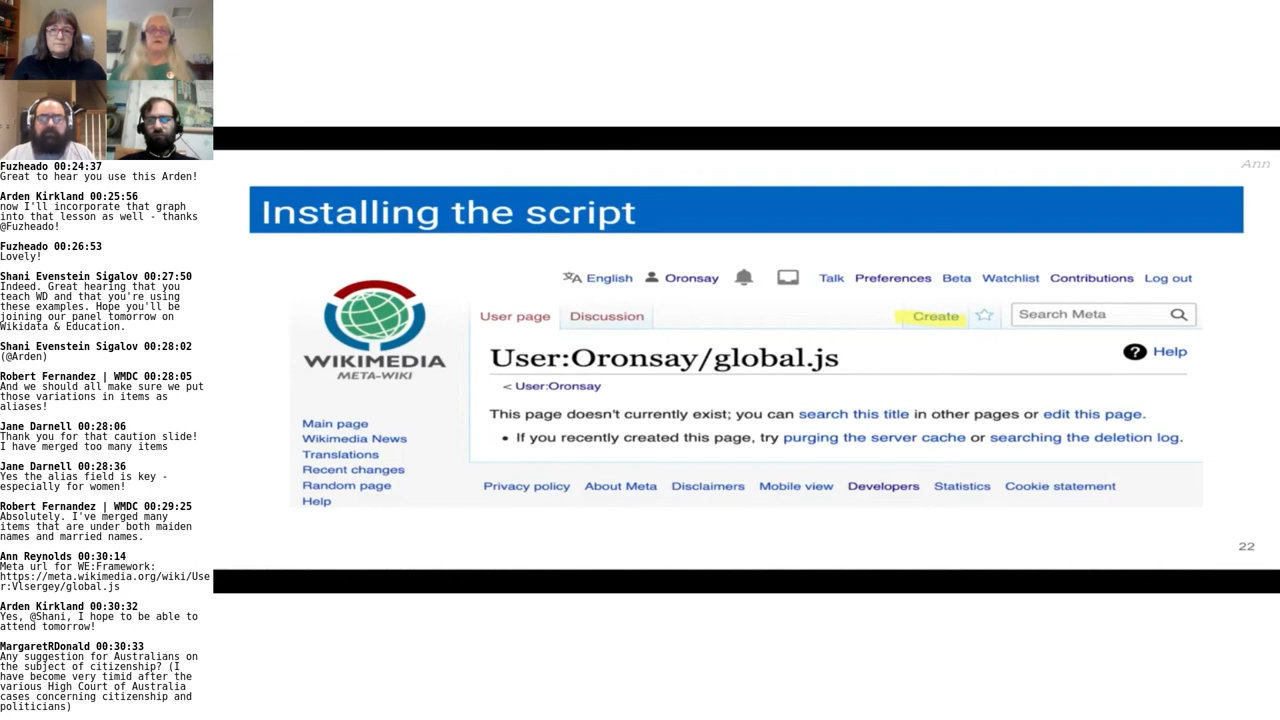 Fuzheado 00:24:37
Great to hear you use this Arden!
Arden Kirkland 00:25:56
now I'll incorporate that graph
into that lesson as well - thanks
@Fuzheado!
Fuzheado 00:26:53
Lovely!
Shani Evenstein Sigalov 00:27:50
Indeed. Great hearing that you
teach WD and that you're using
these examples. Hope you'll be
joining our panel tomorrow on
Wikidata & Education.
Shani Evenstein Sigalov 00:28:02
(@Arden)
Robert Fernandez | WMDC 00:28:05
And we should all make sure we put
those variations in items as
aliases!
Jane Darnell 00:28:06
Thank you for that caution slide!
I have merged too many items
Jane Darnell 00:28:36
Yes the alias field is key -
especially for women!
Robert Fernandez | WMDC 00:29:25
Absolutely. I've merged many
items that are under both maiden
names and married names.
Ann Reynolds 00:30:14
Meta url for WE:Framework:
https://meta.wikimedia.org/wiki/Use
r:Vlsergey/global.js
Arden Kirkland 00:30:32
Yes, @Shani, I hope to be able to
attend tomorrow!
MargaretRDonald 00:30:33
Any suggestion for Australians on
the subject of citizenship? (I
have become very timid after the
various High Court of Australia
cases concerning citizenship and
politicians)
Ann
Installing the script
English Oronsay Talk Preferences Beta Watchlist Contributions Log out
User page Discussion Create Search Meta
WIKIMEDIA
META-WIKI
User:Oronsay/global.js
Help
< User:Oronsay
This page doesn't currently exist; you can search this title in other pages or edit this page.
• If you recently created this page, try purging the server cache or searching the deletion log.
Main page
Wikimedia News
Translations
Recent changes
Random page
Help
Privacy policy About Meta Disclaimers Mobile view Developers Statistics Cookie statement
22